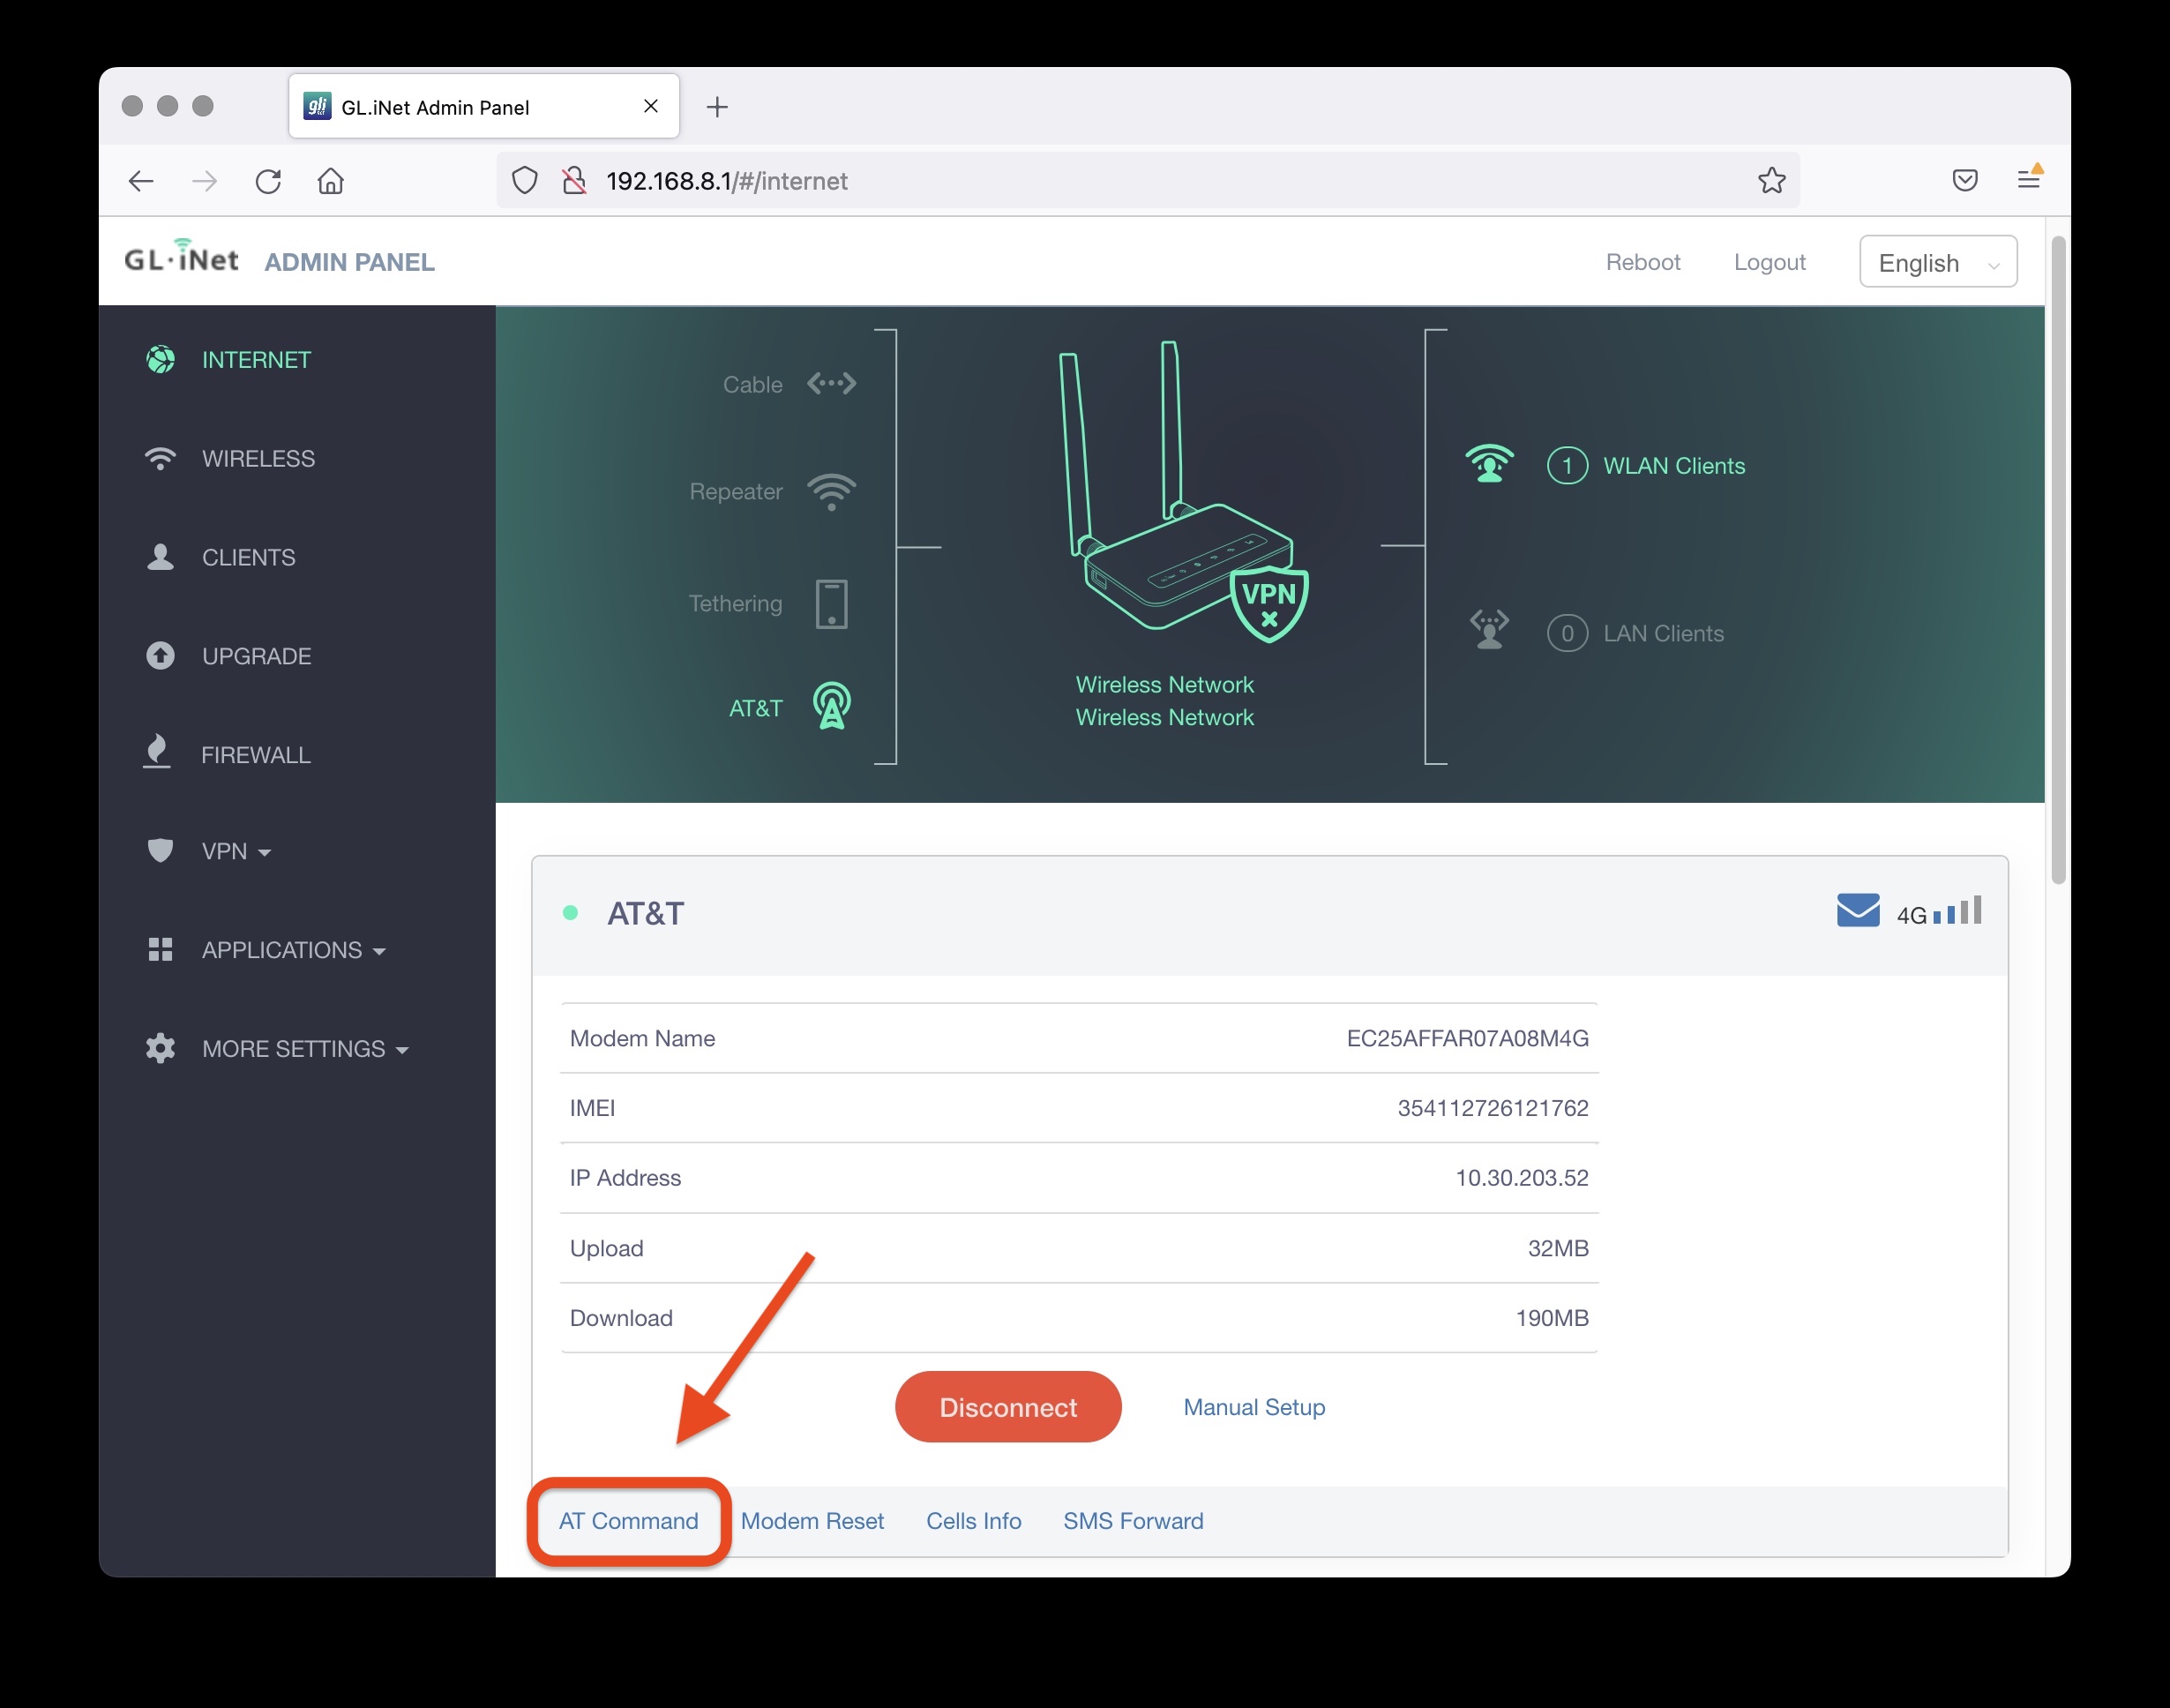 gli GL.iNet Admin Panel
192.168.8.1/#/internet
GL·iNet ADMIN PANEL
Reboot Logout English
INTERNET
WIRELESS
CLIENTS
UPGRADE
FIREWALL
VPN
APPLICATIONS
MORE SETTINGS
Cable
Repeater
Tethering
AT&T
VPN
Wireless Network
Wireless Network
1 WLAN Clients
0 LAN Clients
AT&T
4G
Modem Name EC25AFFAR07A08M4G
IMEI 354112726121762
IP Address 10.30.203.52
Upload 32MB
Download 190MB
Disconnect Manual Setup
AT Command Modem Reset Cells Info SMS Forward